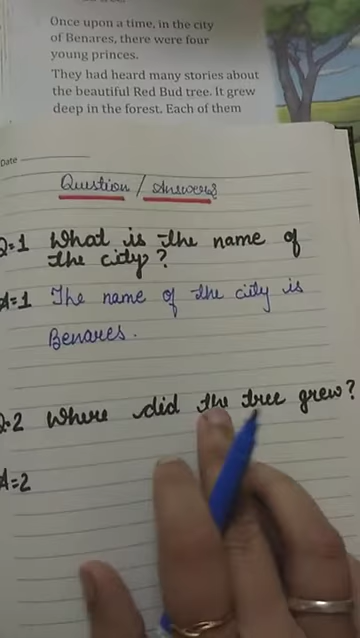 Once upon a time, in the city
of Benares, there were four
young princes.
They had heard many stories about
the beautiful Red Bud tree. It grew
deep in the forest. Each of them
Date
Question / Answers
Q=1 What is the name of
the city?
A=1 The name of the city is
Benares.
Q.2 Where did the tree grew?
A=2